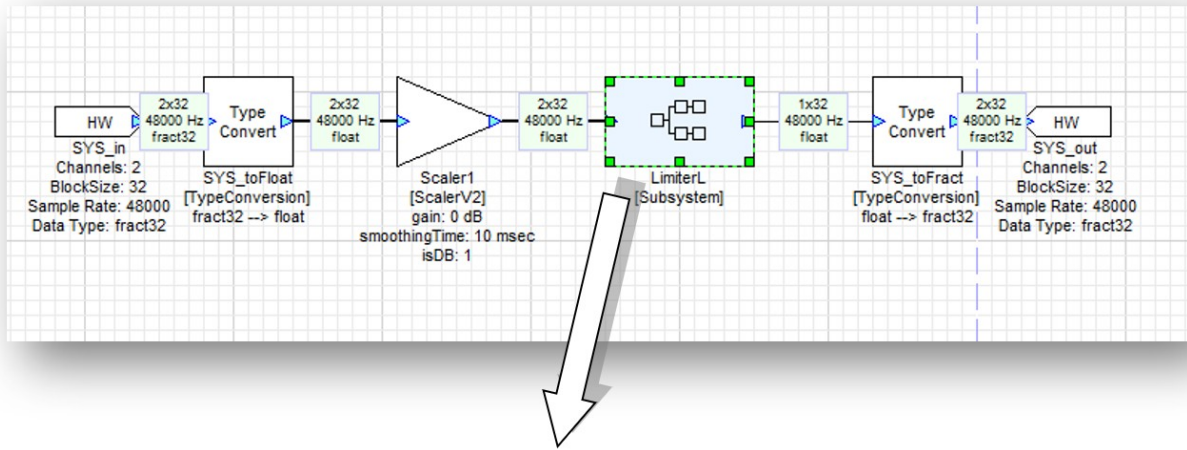 HW
SYS_in
Channels: 2
BlockSize: 32
Sample Rate: 48000
Data Type: fract32
2x32
48000 Hz
fract32
Type
Convert
SYS_toFloat
[TypeConversion]
fract32 --> float
2x32
48000 Hz
float
Scaler1
[ScalerV2]
gain: 0 dB
smoothingTime: 10 msec
isDB: 1
2x32
48000 Hz
float
LimiterL
[Subsystem]
1x32
48000 Hz
float
Type
Convert
SYS_toFract
[TypeConversion]
float --> fract32
2x32
48000 Hz
fract32
HW
SYS_out
Channels: 2
BlockSize: 32
Sample Rate: 48000
Data Type: fract32